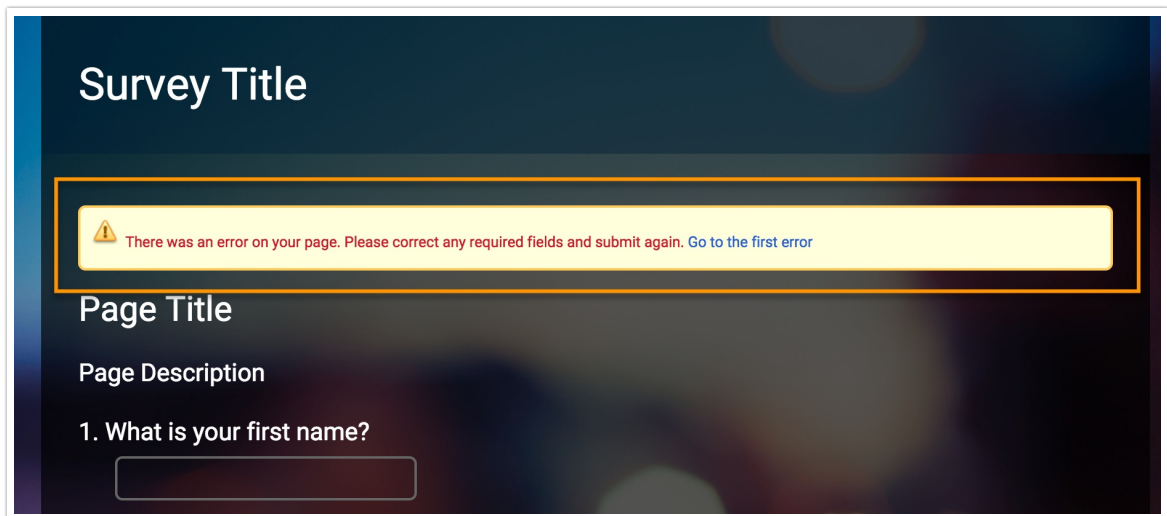 Survey Title
There was an error on your page. Please correct any required fields and submit again. Go to the first error
Page Title
Page Description
1. What is your first name?